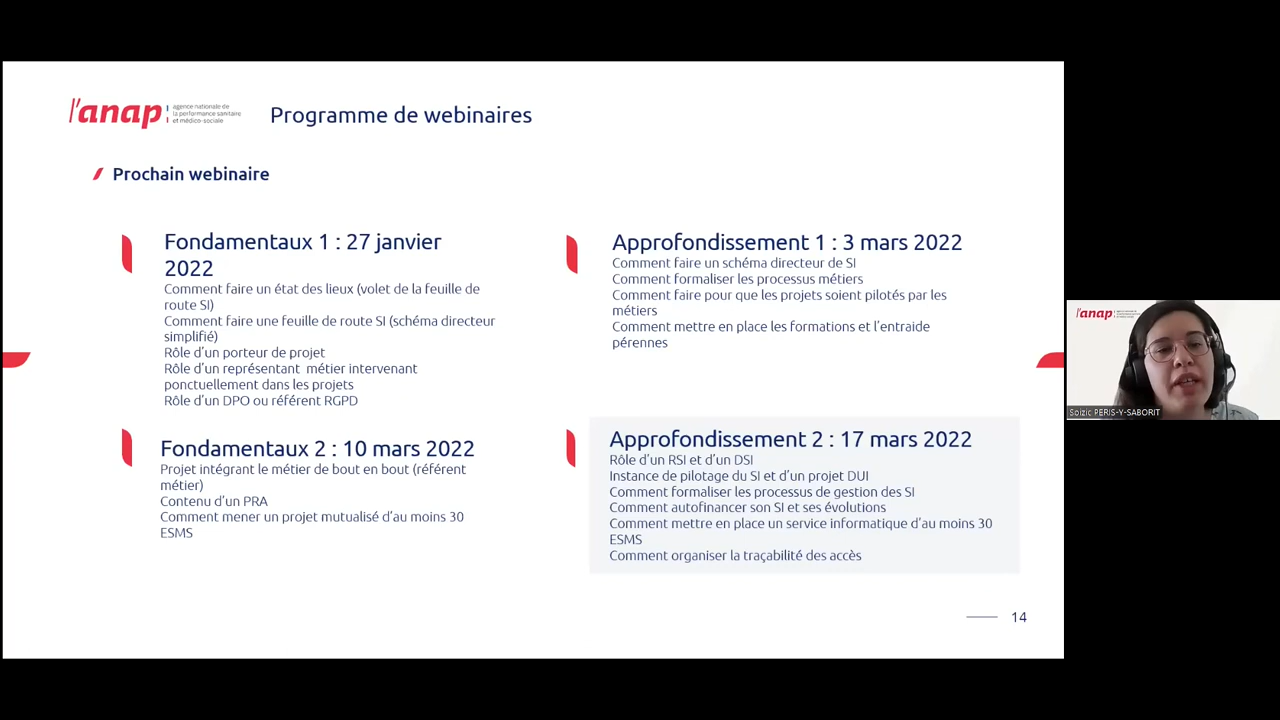 l'anap
agence nationale de
la performance sanitaire
et médico-sociale
Programme de webinaires
Prochain webinaire
Fondamentaux 1 : 27 janvier
2022
Comment faire un état des lieux (volet de la feuille de
route SI)
Comment faire une feuille de route SI (schéma directeur
simplifié)
Rôle d'un porteur de projet
Rôle d'un représentant métier intervenant
ponctuellement dans les projets
Rôle d'un DPO ou référent RGPD
Fondamentaux 2 : 10 mars 2022
Projet intégrant le métier de bout en bout (référent
métier)
Contenu d'un PRA
Comment mener un projet mutualisé d'au moins 30
ESMS
Approfondissement 1 : 3 mars 2022
Comment faire un schéma directeur de SI
Comment formaliser les processus métiers
Comment faire pour que les projets soient pilotés par les
métiers
Comment mettre en place les formations et l'entraide
pérennes
Approfondissement 2 : 17 mars 2022
Rôle d'un RSI et d'un DSI
Instance de pilotage du SI et d'un projet DUI
Comment formaliser les processus de gestion des SI
Comment autofinancer son SI et ses évolutions
Comment mettre en place un service informatique d'au moins 30
ESMS
Comment organiser la traçabilité des accès
14
l'anap
Soizic PERIS-Y-SABORIT